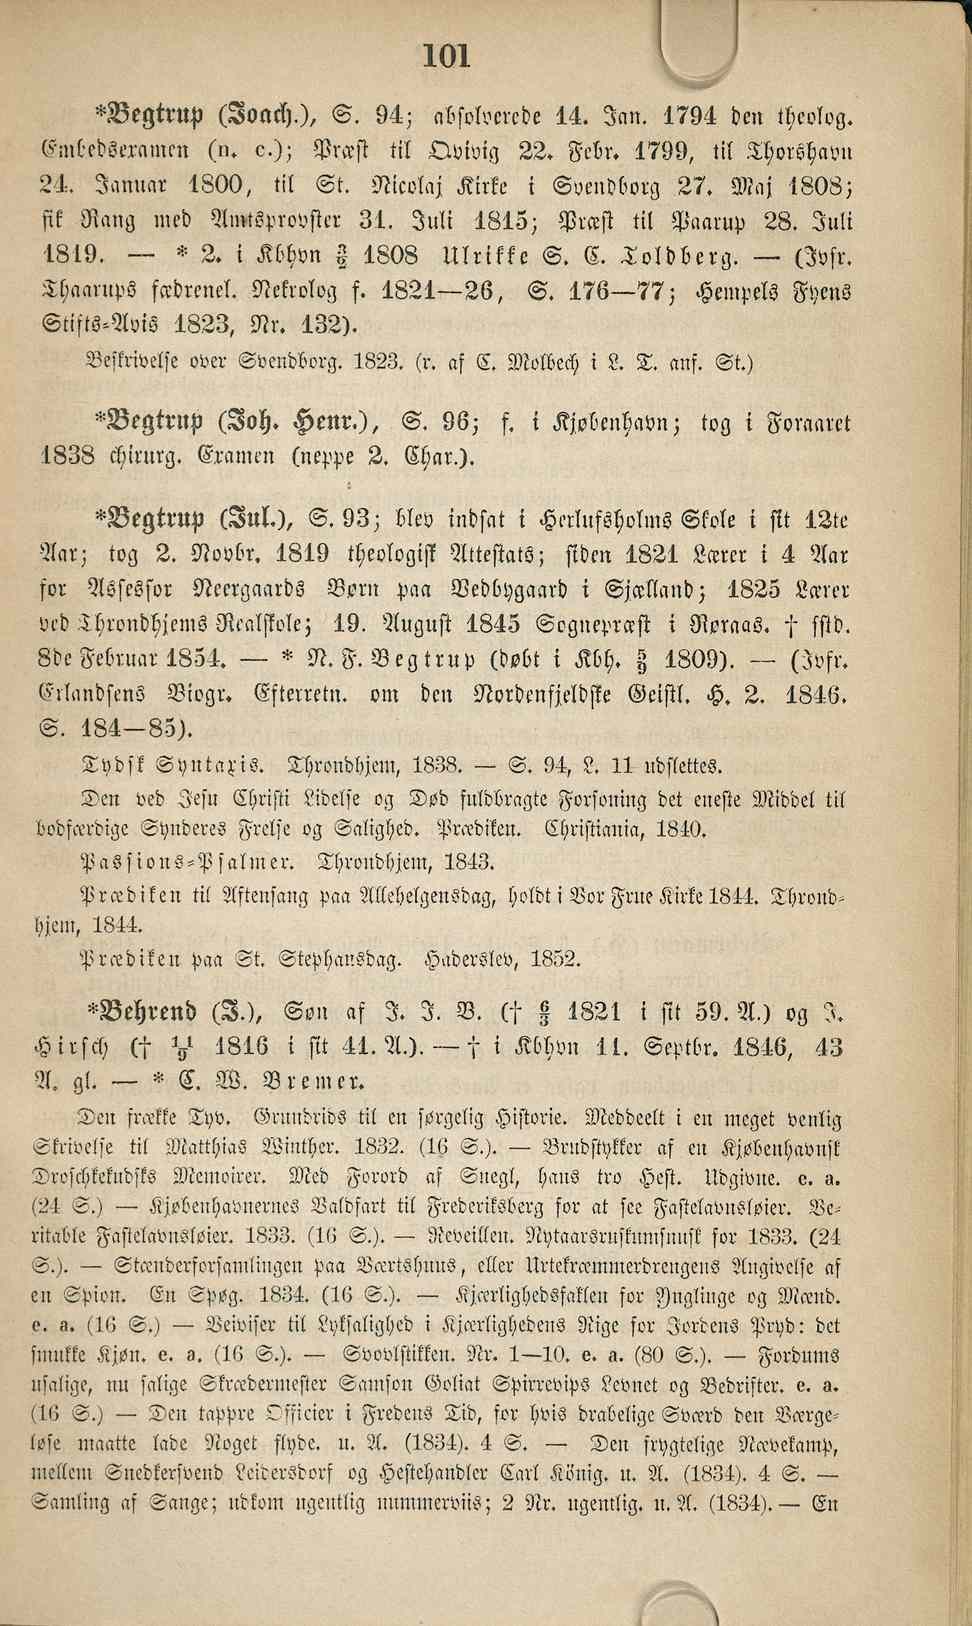 101
*Begtrup (Joach.), S. 94; absolverede 14. Jan. 1794 den theolog.
Embedsexamen (n. c.); Præst til Qvivig 22. Febr. 1799, til Thorshavn
24. Januar 1800, til St. Nicolaj Kirke i Svendborg 27. Maj 1808;
fik Rang med Amtsprovster 31. Juli 1815; Præst til Paarup 28. Juli
1819. — * 2. i Kbhvn 1808 Ulrikke S. C. Toldberg. — (Jvfr.
Thaarups fædrenel. Nekrolog f. 1821—26, S. 176—77; Hempels Fyens
Stifts-Avis 1823, Nr. 132).
Beskrivelse over Svendborg. 1823. (r. af C. Molbech i L. T. anf. St.)
*Begtrup (Joh. Henr.), S. 96; f. i Kjøbenhavn; tog i Foraaret
1838 chirurg. Examen (neppe 2. Char.).
*Begtrup (Jul.), S. 93; blev indsat i Herlufsholms Skole i sit 12te
Aar; tog 2. Novbr. 1819 theologisk Attestats; siden 1821 Lærer i 4 Aar
for Assessor Neergaards Børn paa Vedbygaard i Sjælland; 1825 Lærer
ved Throndhjems Realskole; 19. August 1845 Sognepræst i Røraas. † sstd.
8de Februar 1854. — * N. F. Begtrup (døbt i Kbh. 5/9 1809). — (Jvfr.
Erlandsens Biogr. Efterretn. om den Nordenfjeldske Geistl. H. 2. 1846.
S. 184—85).
Tydsk Syntaxis. Throndhjem, 1838. — S. 94, L. 11 udslettes.
Den ved Jesu Christi Lidelse og Død fuldbragte Forsoning det eneste Middel til
bodfærdige Synderes Frelse og Salighed. Prædiken. Christiania, 1840.
Passions-Psalmer. Throndhjem, 1843.
Prædiken til Aftensang paa Allehelgensdag, holdt i Vor Frue Kirke 1844. Thrond-
hjem, 1844.
Prædiken paa St. Stephansdag. Haderslev, 1852.
*Behrend (J.), Søn af J. J. B. († 6/3 1821 i sit 59. A.) og J.
Hirsch († 1816 i sit 41. A.). — † i Kbhvn 11. Septbr. 1846, 43
A. gl. — * C. W. Bremer.
Den frække Tyv. Grundrids til en sørgelig Historie. Meddeelt i en meget venlig
Skrivelse til Matthias Winther. 1832. (16 S.). — Brudstykker af en Kjøbenhavnsk
Droschkekudsks Memoirer. Med Forord af Snegl, hans tro Hest. Udgivne. e. a.
(24 S.) — Kjøbenhavnernes Valdfart til Frederiksberg for at see Fastelavnsløier. Ve-
ritable Fastelavnsløier. 1833. (16 S.). — Reveillen. Nytaarsruskumsnusk for 1833. (24
S.). — Stænderforsamlingen paa Værtshuus, eller Urtekræmmerdrengens Angivelse af
en Spion. En Spøg. 1834. (16 S.). — Kjærlighedsfaklen for Ynglinge og Mænd.
e. a. (16 S.) — Veiviser til Lyksalighed i Kjærlighedens Rige for Jordens Pryd: det
smukke Kjøn. e. a. (16 S.). — Svovlstikken. Nr. 1—10. e. a. (80 S.). — Fordums
usalige, nu salige Skrædermester Samson Goliat Spirrevips Levnet og Bedrifter. e. a.
(16 S.) — Den tappre Officier i Fredens Tid, for hvis drabelige Sværd den Værge-
løse maatte lade Noget flyde. u. A. (1834). 4 S. — Den frygtelige Nævekamp,
mellem Snedkersvend Leidersdorf og Hestehandler Carl König. u. A. (1834). 4 S. —
Samling af Sange; udkom ugentlig nummerviis; 2 Nr. ugentlig. u. A. (1834). — En